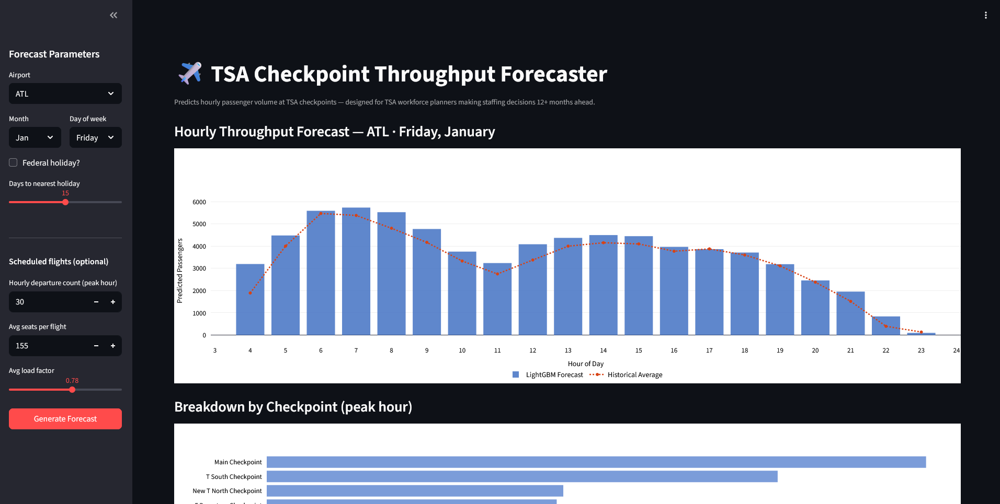 Forecast Parameters
Airport
ATL
Month
Day of week
Jan
Friday
Federal holiday?
Days to nearest holiday
15
Scheduled flights (optional)
Hourly departure count (peak hour)
30
Avg seats per flight
155
Avg load factor
0.78
Generate Forecast
TSA Checkpoint Throughput Forecaster
Predicts hourly passenger volume at TSA checkpoints — designed for TSA workforce planners making staffing decisions 12+ months ahead.
Hourly Throughput Forecast — ATL · Friday, January
Predicted Passengers
6000
5000
4000
3000
2000
1000
0
3 4 5 6 7 8 9 10 11 12 13 14 15 16 17 18 19 20 21 22 23 24
Hour of Day
LightGBM Forecast Historical Average
Breakdown by Checkpoint (peak hour)
Main Checkpoint
T South Checkpoint
New T North Checkpoint